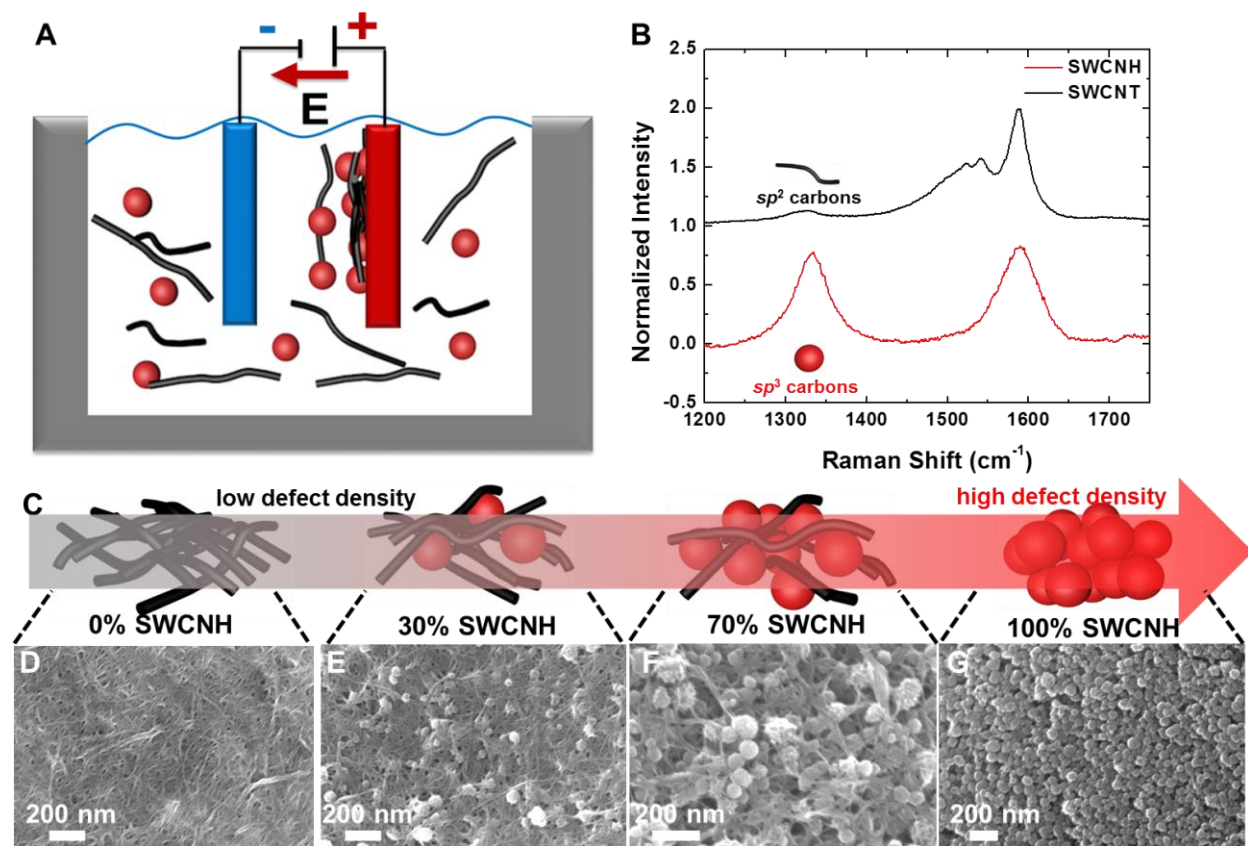 A
-
+
E
B
2.5
2.0
1.5
1.0
0.5
0.0
-0.5
Normalized Intensity
SWCNH
SWCNT
sp² carbons
sp³ carbons
1200 1300 1400 1500 1600 1700
Raman Shift (cm⁻¹)
C
low defect density
high defect density
0% SWCNH
30% SWCNH
70% SWCNH
100% SWCNH
D
E
F
G
200 nm
200 nm
200 nm
200 nm